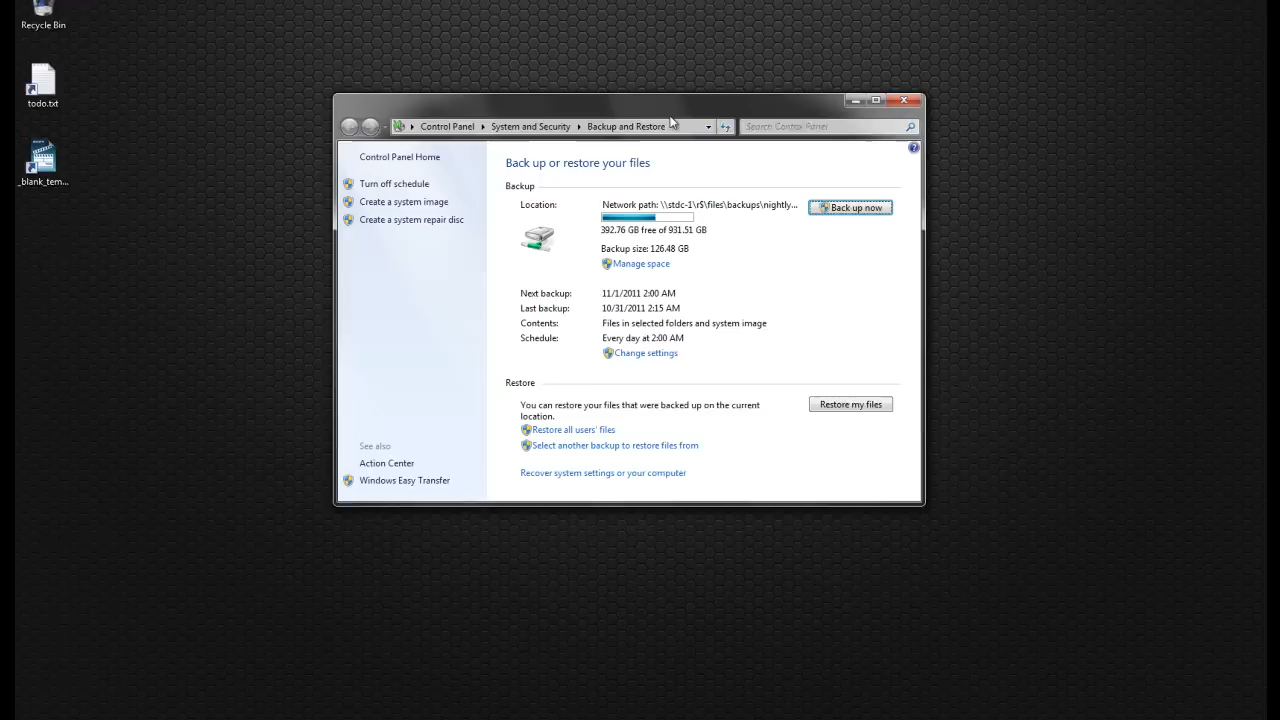 Recycle Bin
todo.txt
_blank_tem...
Control Panel
System and Security
Backup and Restore
Search Control Panel
Control Panel Home
Turn off schedule
Create a system image
Create a system repair disc
See also
Action Center
Windows Easy Transfer
Back up or restore your files
Backup
Location:
Network path: \\stdc-1\r$\files\backups\nightly...
Back up now
392.76 GB free of 931.51 GB
Backup size: 126.48 GB
Manage space
Next backup: 11/1/2011 2:00 AM
Last backup: 10/31/2011 2:15 AM
Contents: Files in selected folders and system image
Schedule: Every day at 2:00 AM
Change settings
Restore
You can restore your files that were backed up on the current
location.
Restore my files
Restore all users' files
Select another backup to restore files from
Recover system settings or your computer